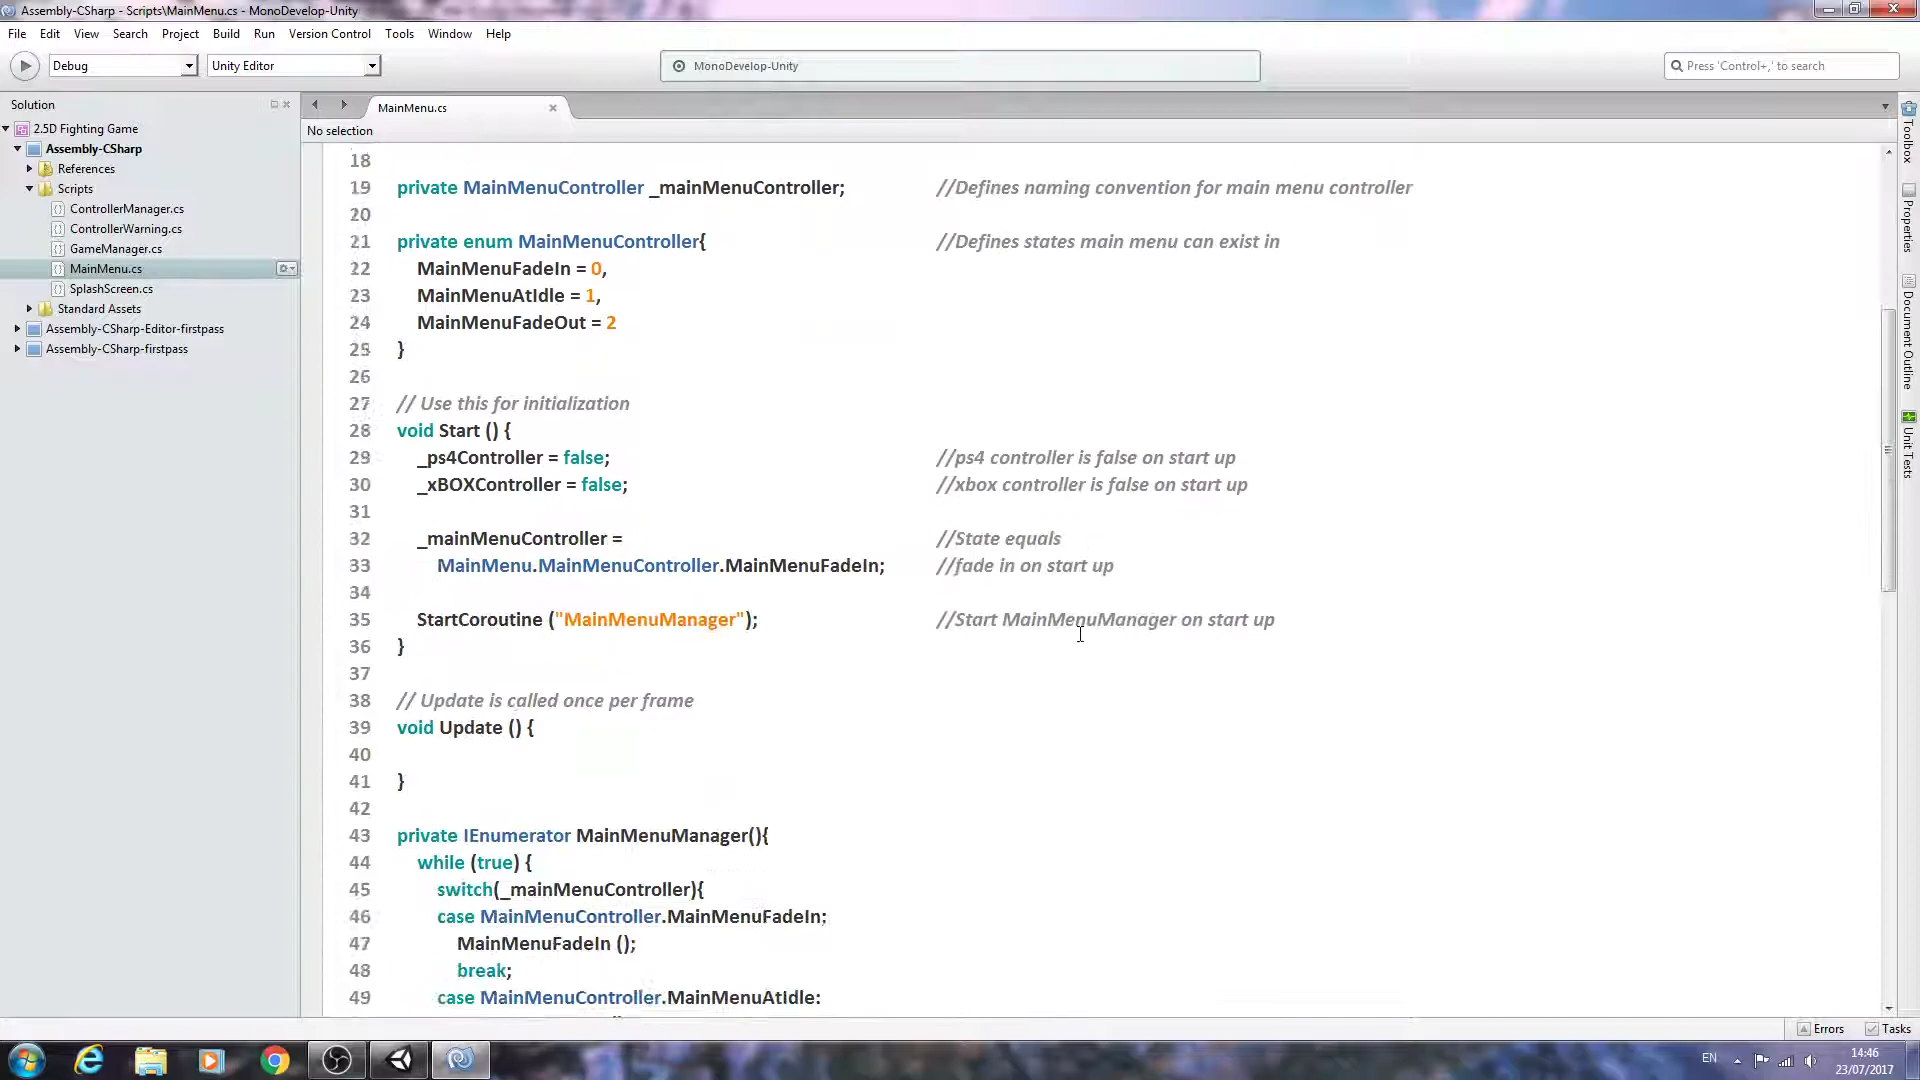 Assembly-CSharp - Scripts\MainMenu.cs - MonoDevelop-Unity
File Edit View Search Project Build Run Version Control Tools Window Help
Debug Unity Editor MonoDevelop-Unity Press 'Control+,' to search
Solution
MainMenu.cs
No selection
2.5D Fighting Game
Assembly-CSharp
References
Scripts
ControllerManager.cs
ControllerWarning.cs
GameManager.cs
MainMenu.cs
SplashScreen.cs
Standard Assets
Assembly-CSharp-Editor-firstpass
Assembly-CSharp-firstpass
18
19 private MainMenuController _mainMenuController; //Defines naming convention for main menu controller
20
21 private enum MainMenuController{ //Defines states main menu can exist in
22 MainMenuFadeIn = 0,
23 MainMenuAtIdle = 1,
24 MainMenuFadeOut = 2
25 }
26
27 // Use this for initialization
28 void Start () {
29 _ps4Controller = false; //ps4 controller is false on start up
30 _xBOXController = false; //xbox controller is false on start up
31
32 _mainMenuController = //State equals
33 MainMenu.MainMenuController.MainMenuFadeIn; //fade in on start up
34
35 StartCoroutine ("MainMenuManager"); //Start MainMenuManager on start up
36 }
37
38 // Update is called once per frame
39 void Update () {
40
41 }
42
43 private IEnumerator MainMenuManager(){
44 while (true) {
45 switch(_mainMenuController){
46 case MainMenuController.MainMenuFadeIn;
47 MainMenuFadeIn ();
48 break;
49 case MainMenuController.MainMenuAtIdle:
Toolbox
Properties
Document Outline
Unit Tests
Errors Tasks
EN
14:46
23/07/2017